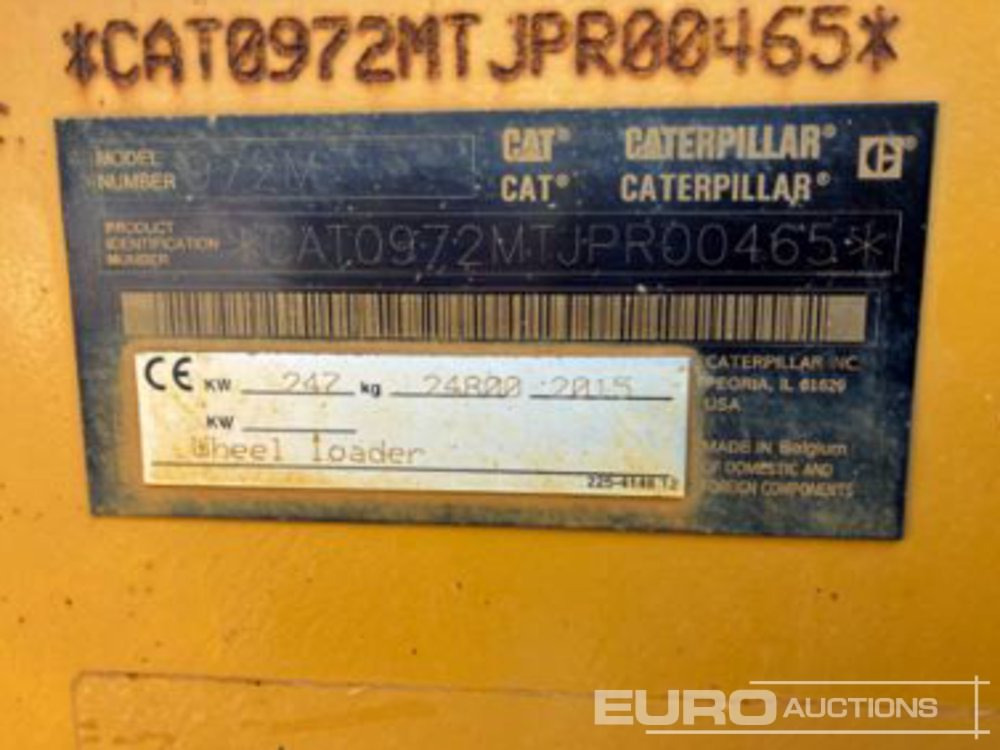 *CAT0972MTJPR00465*
CAT® CATERPILLAR®
MODEL NUMBER 972M
CAT® CATERPILLAR®
PRODUCT IDENTIFICATION NUMBER *CAT0972MTJPR00465*
CE KW 247 kg 24800 2015
KW
Wheel loader
225-4148 12
CATERPILLAR INC.
PEORIA, IL 61629
USA
MADE IN Belgium
OF DOMESTIC AND
FOREIGN COMPONENTS
EURO AUCTIONS